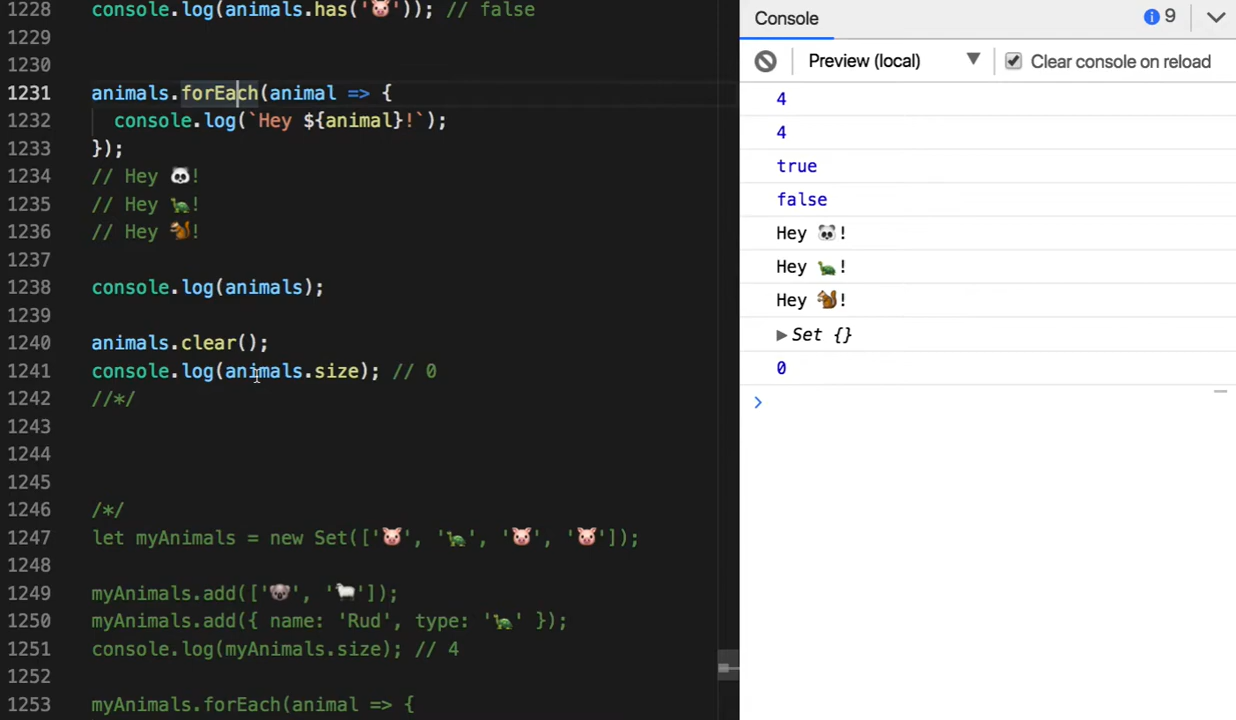 1228 console.log(animals.has('🐷')); // false
1229
1230
1231 animals.forEach(animal => {
1232 console.log(`Hey ${animal}!`);
1233 });
1234 // Hey 🐼!
1235 // Hey 🐢!
1236 // Hey 🐿!
1237
1238 console.log(animals);
1239
1240 animals.clear();
1241 console.log(animals.size); // 0
1242 //*/
1243
1244
1245
1246 /*/
1247 let myAnimals = new Set(['🐷', '🐢', '🐷', '🐷']);
1248
1249 myAnimals.add(['🐨', '🐑']);
1250 myAnimals.add({ name: 'Rud', type: '🐢' });
1251 console.log(myAnimals.size); // 4
1252
1253 myAnimals.forEach(animal => {
Console
9
Preview (local)
Clear console on reload
4
4
true
false
Hey 🐼!
Hey 🐢!
Hey 🐿!
▶Set {}
0